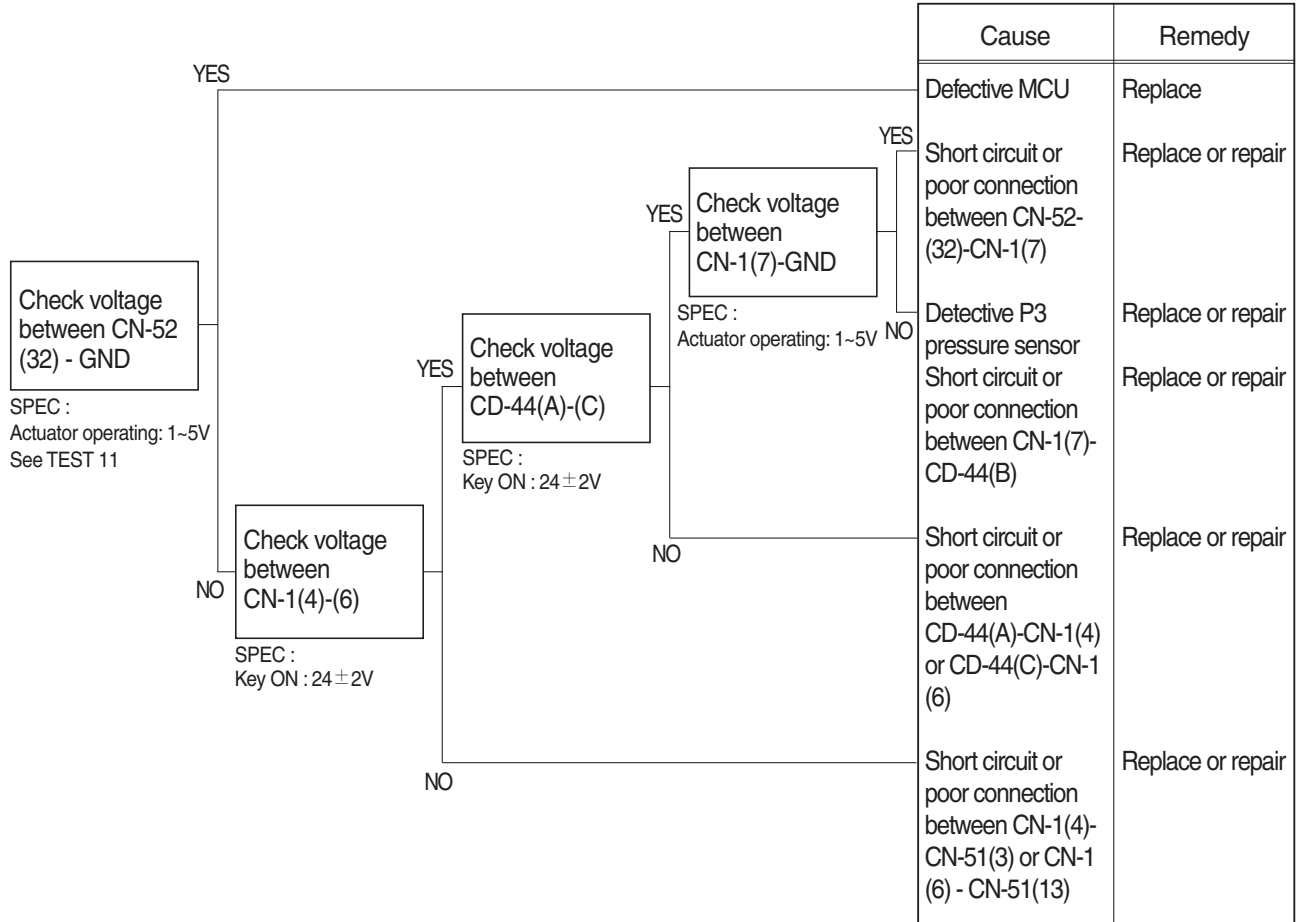 Cause
Remedy
YES
Defective MCU
Replace
YES
Short circuit or
poor connection
between CN-52-
(32)-CN-1(7)
Replace or repair
YES
Check voltage
between
CN-1(7)-GND
SPEC :
Actuator operating: 1~5V
NO
Detective P3
pressure sensor
Replace or repair
Short circuit or
poor connection
between CN-1(7)-
CD-44(B)
Replace or repair
Check voltage
between CN-52
(32) - GND
SPEC :
Actuator operating: 1~5V
See TEST 11
YES
Check voltage
between
CD-44(A)-(C)
SPEC :
Key ON : 24±2V
NO
Short circuit or
poor connection
between
CD-44(A)-CN-1(4)
or CD-44(C)-CN-1
(6)
Replace or repair
NO
Check voltage
between
CN-1(4)-(6)
SPEC :
Key ON : 24±2V
NO
Short circuit or
poor connection
between CN-1(4)-
CN-51(3) or CN-1
(6) - CN-51(13)
Replace or repair